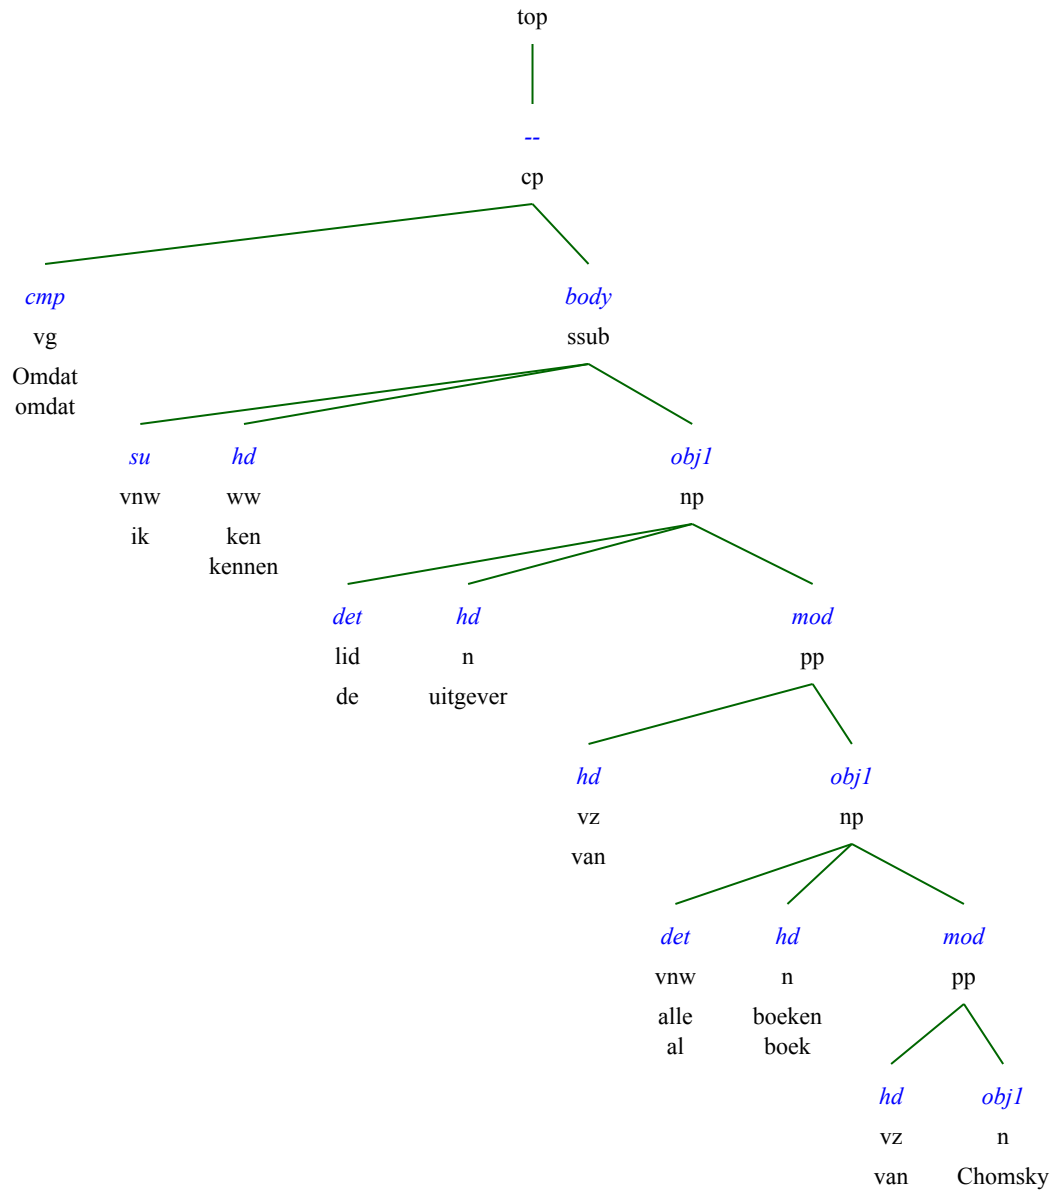 top
--
cp
cmp body
vg ssub
Omdat
omdat
su hd obj1
vnw ww np
ik ken
kennen
det hd mod
lid n pp
de uitgever
hd obj1
vz np
van
det hd mod
vnw n pp
alle boeken
al boek
hd obj1
vz n
van Chomsky